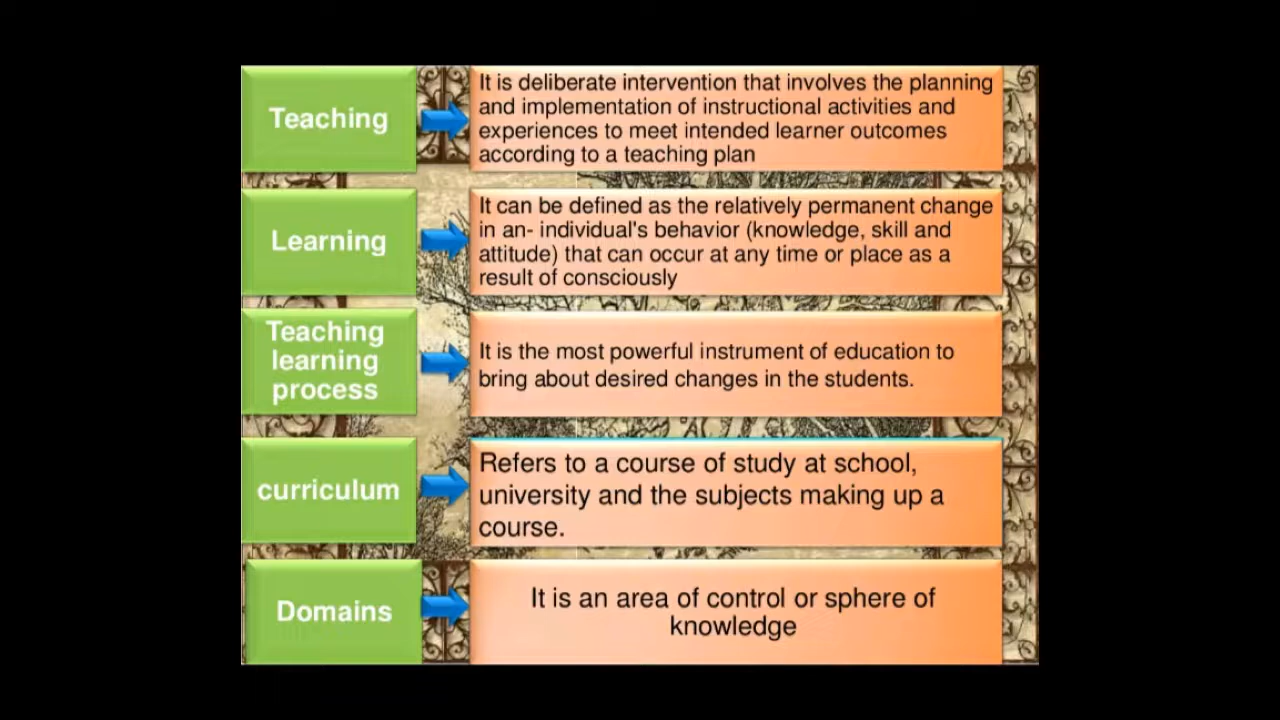 Teaching
It is deliberate intervention that involves the planning
and implementation of instructional activities and
experiences to meet intended learner outcomes
according to a teaching plan
Learning
It can be defined as the relatively permanent change
in an- individual's behavior (knowledge, skill and
attitude) that can occur at any time or place as a
result of consciously
Teaching
learning
process
It is the most powerful instrument of education to
bring about desired changes in the students.
curriculum
Refers to a course of study at school,
university and the subjects making up a
course.
Domains
It is an area of control or sphere of
knowledge